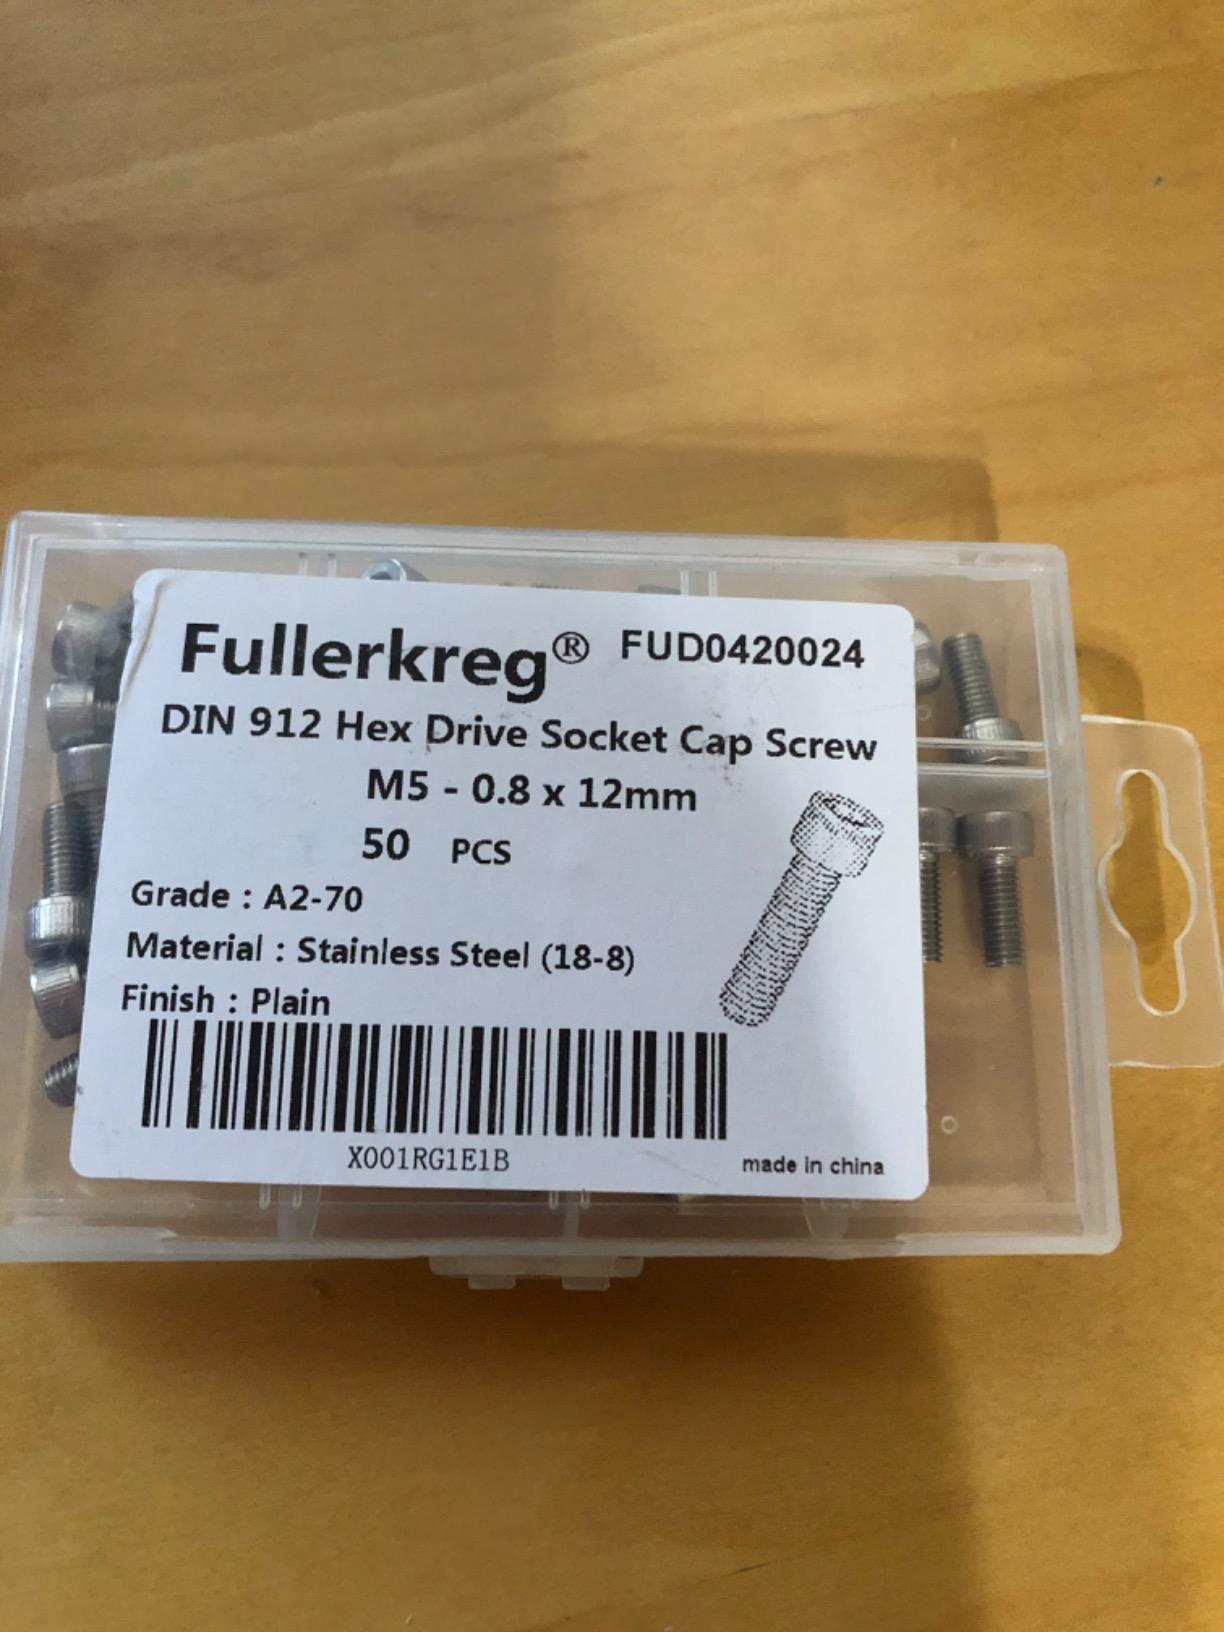 Fullerkreg® FUD0420024
DIN 912 Hex Drive Socket Cap Screw
M5 - 0.8 x 12mm
50 PCS
Grade : A2-70
Material : Stainless Steel (18-8)
Finish : Plain
X001RG1E1B
made in china